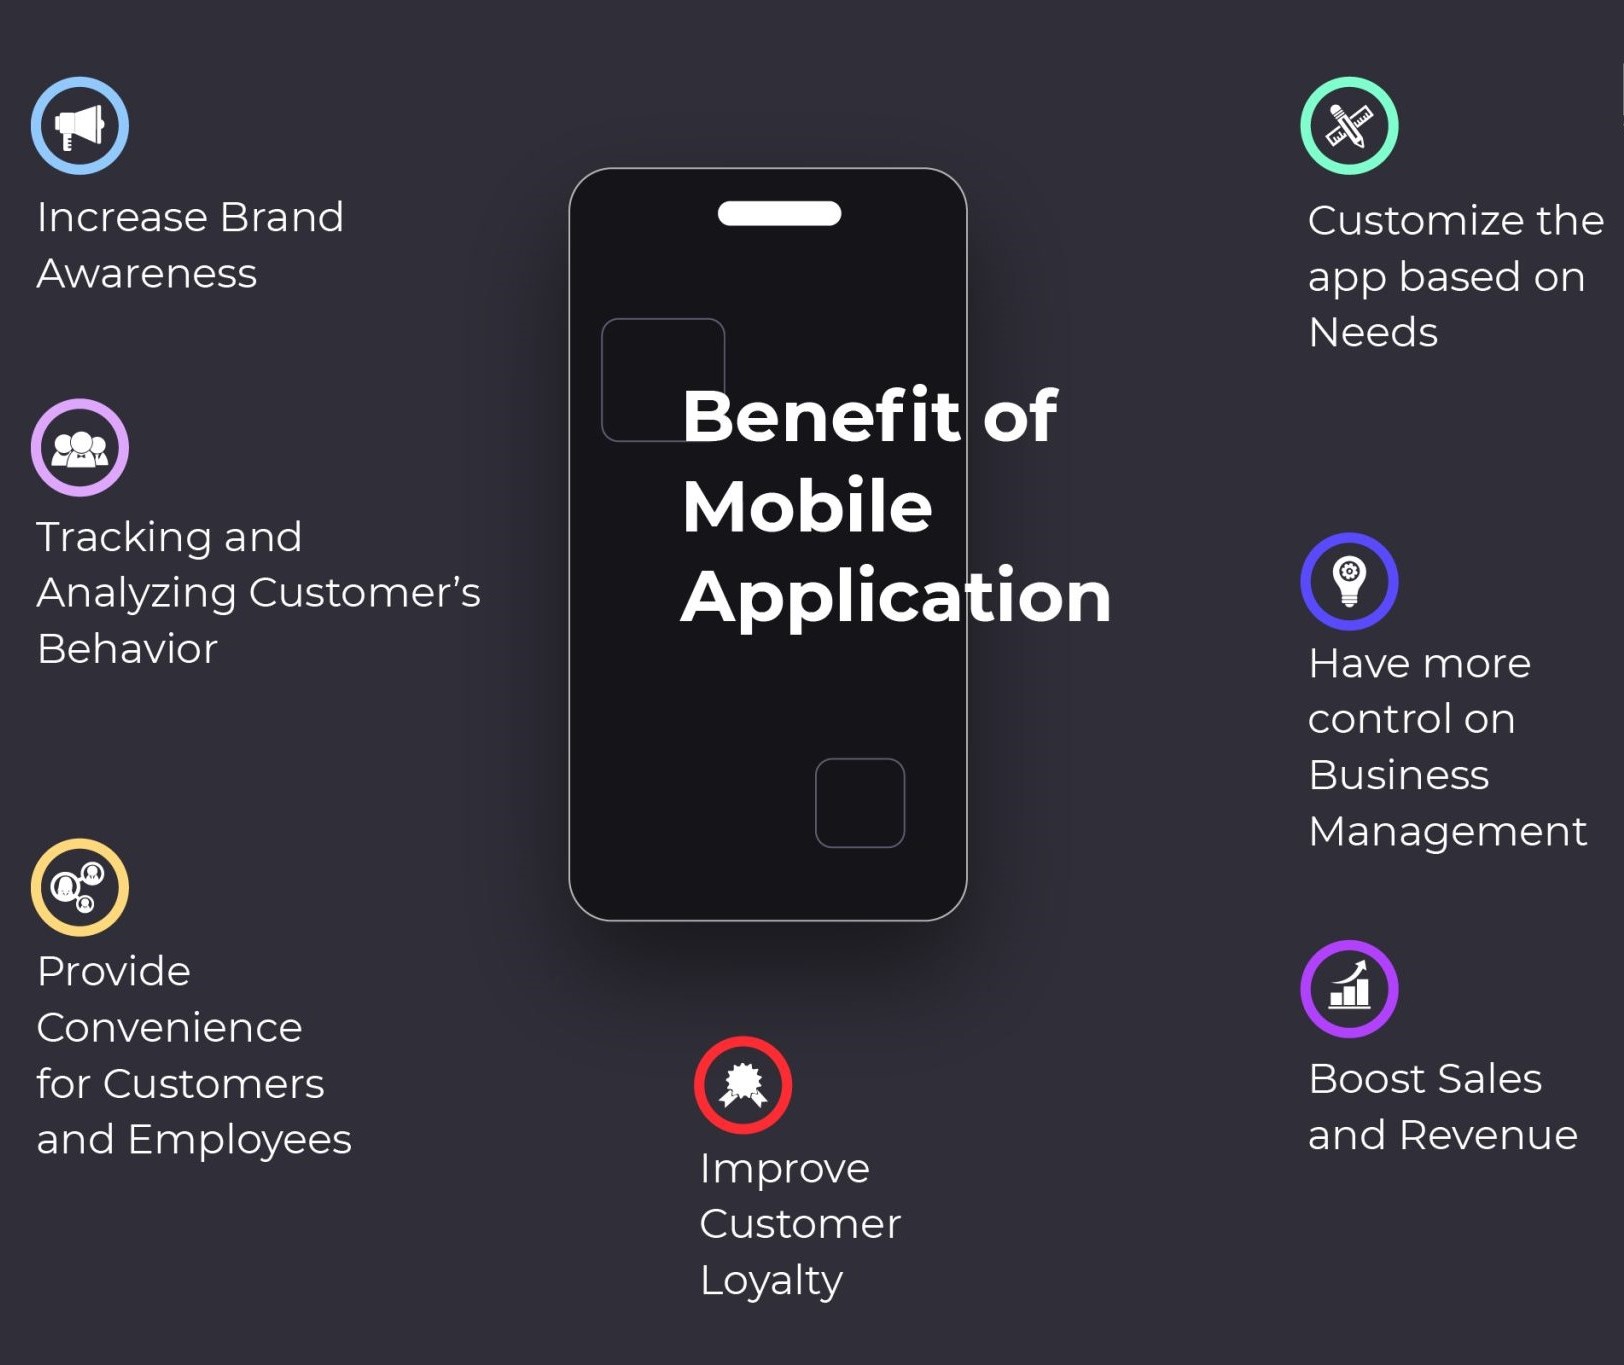 Increase Brand
Awareness
Tracking and
Analyzing Customer’s
Behavior
Provide
Convenience
for Customers
and Employees
Benefit of
Mobile
Application
Improve
Customer
Loyalty
Customize the
app based on
Needs
Have more
control on
Business
Management
Boost Sales
and Revenue